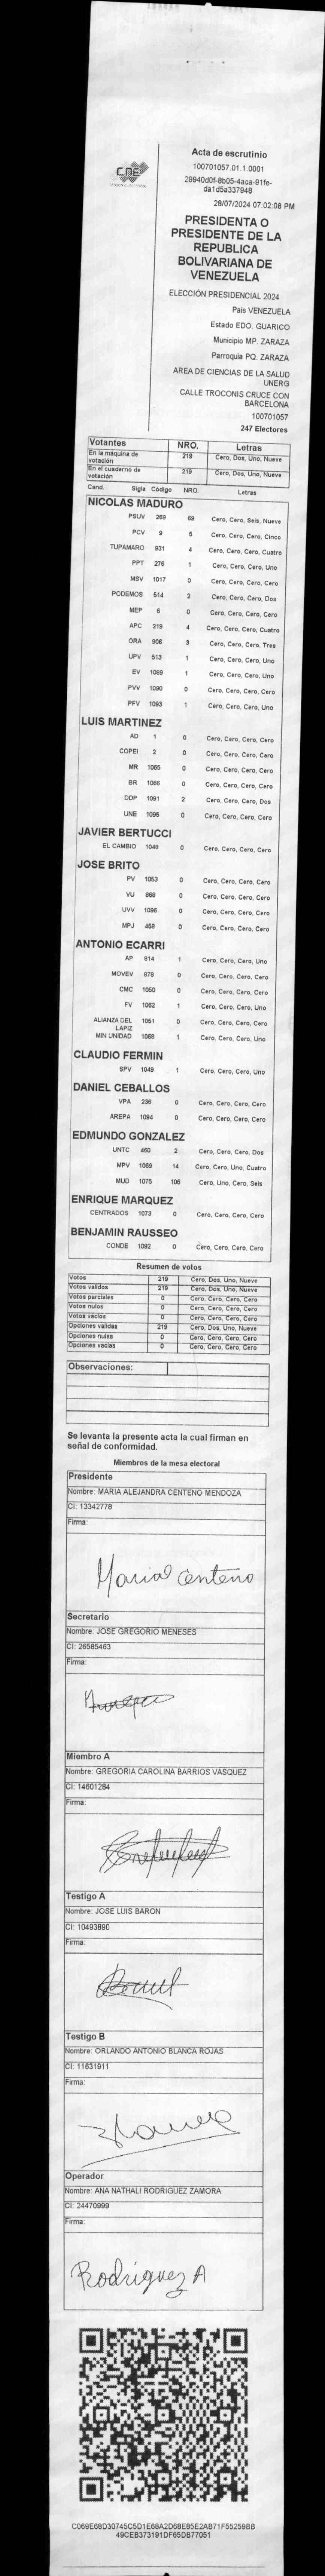 CNE
Acta de escrutinio
100701057.01.1.0001
29940d0f-8b05-4aca-91fe-
da1d5a337948
28/07/2024 07:02:08 PM
PRESIDENTA O
PRESIDENTE DE LA
REPUBLICA
BOLIVARIANA DE
VENEZUELA
ELECCIÓN PRESIDENCIAL 2024
Pais VENEZUELA
Estado EDO. GUARICO
Municipio MP. ZARAZA
Parroquia PQ. ZARAZA
AREA DE CIENCIAS DE LA SALUD
UNERG
CALLE TROCONIS CRUCE CON
BARCELONA
100701057
247 Electores
Votantes NRO. Letras
En la máquina de votación 219 Cero, Dos, Uno, Nueve
En el cuaderno de votación 219 Cero, Dos, Uno, Nueve
Cand. Sigla Código NRO. Letras
NICOLAS MADURO
PSUV 269 69 Cero, Cero, Seis, Nueve
PCV 9 5 Cero, Cero, Cero, Cinco
TUPAMARO 931 4 Cero, Cero, Cero, Cuatro
PPT 276 1 Cero, Cero, Cero, Uno
MSV 1017 0 Cero, Cero, Cero, Cero
PODEMOS 514 2 Cero, Cero, Cero, Dos
MEP 5 0 Cero, Cero, Cero, Cero
APC 219 4 Cero, Cero, Cero, Cuatro
ORA 906 3 Cero, Cero, Cero, Tres
UPV 513 1 Cero, Cero, Cero, Uno
EV 1089 1 Cero, Cero, Cero, Uno
PVV 1090 0 Cero, Cero, Cero, Cero
PFV 1093 1 Cero, Cero, Cero, Uno
LUIS MARTINEZ
AD 1 0 Cero, Cero, Cero, Cero
COPEI 2 0 Cero, Cero, Cero, Cero
MR 1065 0 Cero, Cero, Cero, Cero
BR 1066 0 Cero, Cero, Cero, Cero
DDP 1091 2 Cero, Cero, Cero, Dos
UNE 1095 0 Cero, Cero, Cero, Cero
JAVIER BERTUCCI
EL CAMBIO 1048 0 Cero, Cero, Cero, Cero
JOSE BRITO
PV 1053 0 Cero, Cero, Cero, Cero
VU 869 0 Cero, Cero, Cero, Cero
UVV 1096 0 Cero, Cero, Cero, Cero
MPJ 458 0 Cero, Cero, Cero, Cero
ANTONIO ECARRI
AP 814 1 Cero, Cero, Cero, Uno
MOVEV 878 0 Cero, Cero, Cero, Cero
CMC 1050 0 Cero, Cero, Cero, Cero
FV 1062 1 Cero, Cero, Cero, Uno
ALIANZA DEL LAPIZ 1051 0 Cero, Cero, Cero, Cero
MIN UNIDAD 1068 1 Cero, Cero, Cero, Uno
CLAUDIO FERMIN
SPV 1049 1 Cero, Cero, Cero, Uno
DANIEL CEBALLOS
VPA 236 0 Cero, Cero, Cero, Cero
AREPA 1094 0 Cero, Cero, Cero, Cero
EDMUNDO GONZALEZ
UNTC 460 2 Cero, Cero, Cero, Dos
MPV 1069 14 Cero, Cero, Uno, Cuatro
MUD 1075 106 Cero, Uno, Cero, Seis
ENRIQUE MARQUEZ
CENTRADOS 1073 0 Cero, Cero, Cero, Cero
BENJAMIN RAUSSEO
CONDE 1092 0 Cero, Cero, Cero, Cero
Resumen de votos
Votos 219 Cero, Dos, Uno, Nueve
Votos validos 219 Cero, Dos, Uno, Nueve
Votos parciales 0 Cero, Cero, Cero, Cero
Votos nulos 0 Cero, Cero, Cero, Cero
Votos vacios 0 Cero, Cero, Cero, Cero
Opciones validas 219 Cero, Dos, Uno, Nueve
Opciones nulas 0 Cero, Cero, Cero, Cero
Opciones vacias 0 Cero, Cero, Cero, Cero
Observaciones:
Se levanta la presente acta la cual firman en
señal de conformidad.
Miembros de la mesa electoral
Presidente
Nombre: MARIA ALEJANDRA CENTENO MENDOZA
CI: 13342778
Firma:
Maria Centeno
Secretario
Nombre: JOSE GREGORIO MENESES
CI: 26585463
Firma:
Miembro A
Nombre: GREGORIA CAROLINA BARRIOS VASQUEZ
CI: 14601264
Firma:
Testigo A
Nombre: JOSE LUIS BARON
CI: 10493890
Firma:
Testigo B
Nombre: ORLANDO ANTONIO BLANCA ROJAS
CI: 11631911
Firma:
Operador
Nombre: ANA NATHALI RODRIGUEZ ZAMORA
CI: 24470999
Firma:
Rodriguez A
C069E68D30745C5D1E68A2D68E85E2AB71F55259BB
49CEB373191DF65DB77051